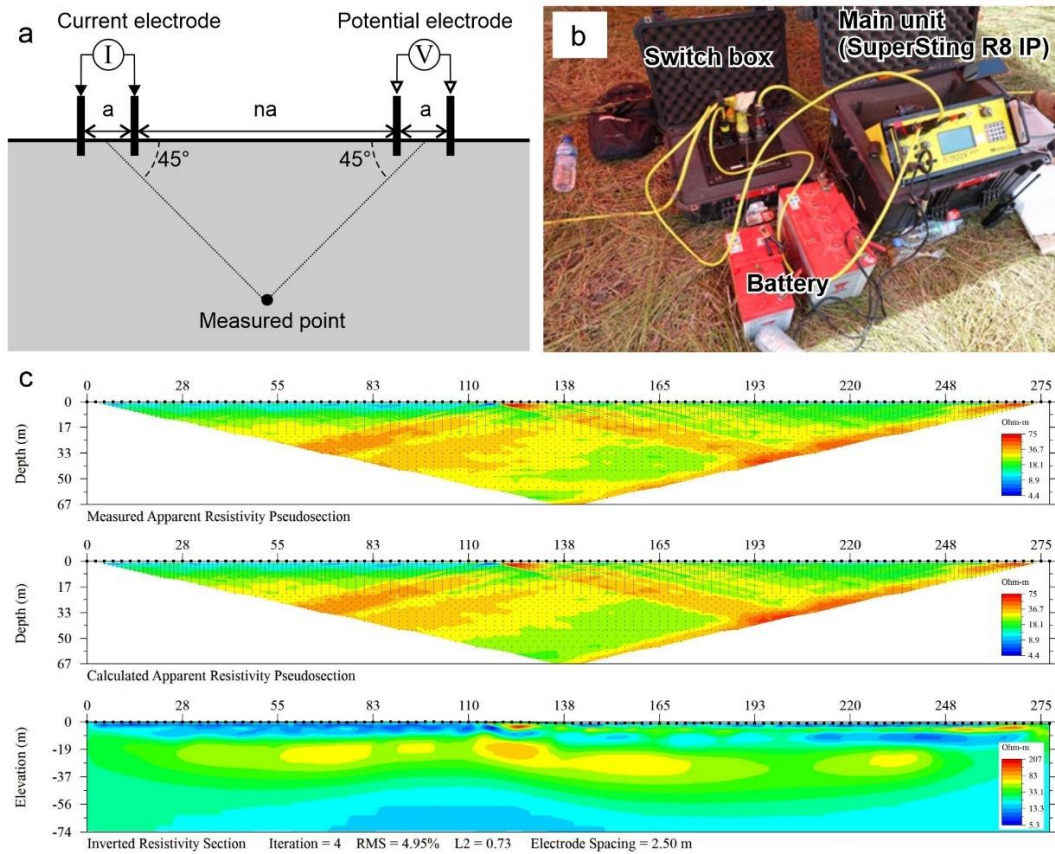 a
Current electrode
Potential electrode
I
V
a
na
a
45°
45°
Measured point
b
Switch box
Main unit
(SuperSting R8 IP)
Battery
c
0 28 55 83 110 138 165 193 220 248 275
Depth (m)
0
17
33
50
67
Ohm-m
75
36.7
18.1
8.9
4.4
Measured Apparent Resistivity Pseudosection
0 28 55 83 110 138 165 193 220 248 275
Depth (m)
0
17
33
50
67
Ohm-m
75
36.7
18.1
8.9
4.4
Calculated Apparent Resistivity Pseudosection
0 28 55 83 110 138 165 193 220 248 275
Elevation (m)
0
-19
-37
-56
-74
Ohm-m
207
83
33.1
13.2
5.3
Inverted Resistivity Section Iteration = 4 RMS = 4.95% L2 = 0.73 Electrode Spacing = 2.50 m